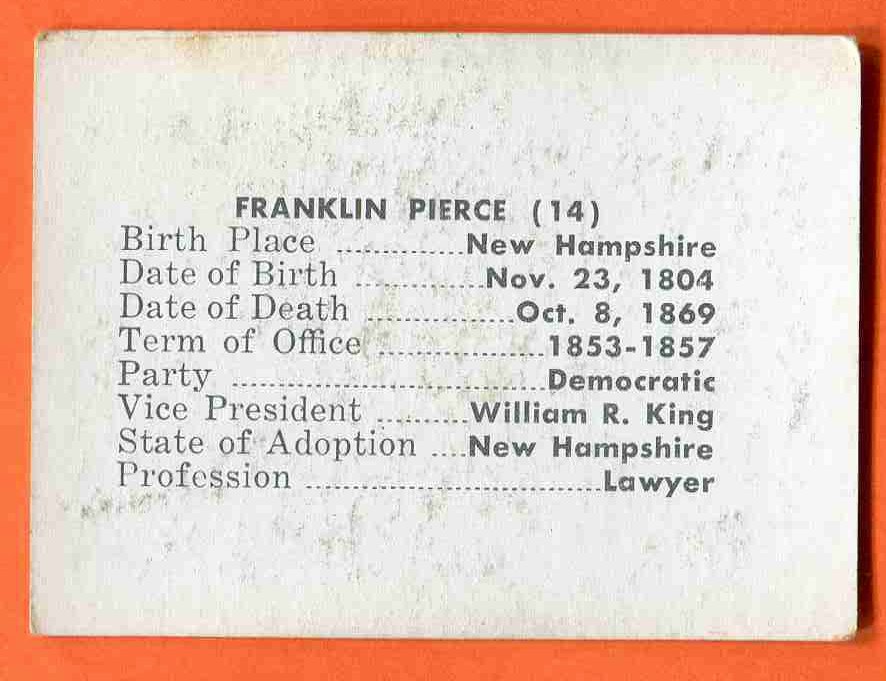 FRANKLIN PIERCE (14)
Birth Place ..............New Hampshire
Date of Birth ..............Nov. 23, 1804
Date of Death ................Oct. 8, 1869
Term of Office ..................1853-1857
Party ..................................Democratic
Vice President ..........William R. King
State of Adoption ....New Hampshire
Profession ................................Lawyer